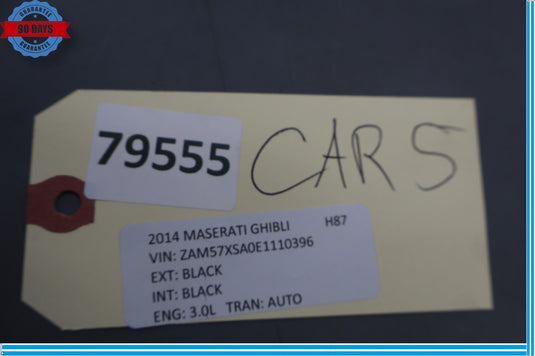 GUARANTEE
90 DAYS
GUARANTEE
79555
CAR 5
2014 MASERATI GHIBLI H87
VIN: ZAM57XSA0E1110396
EXT: BLACK
INT: BLACK
ENG: 3.0L TRAN: AUTO